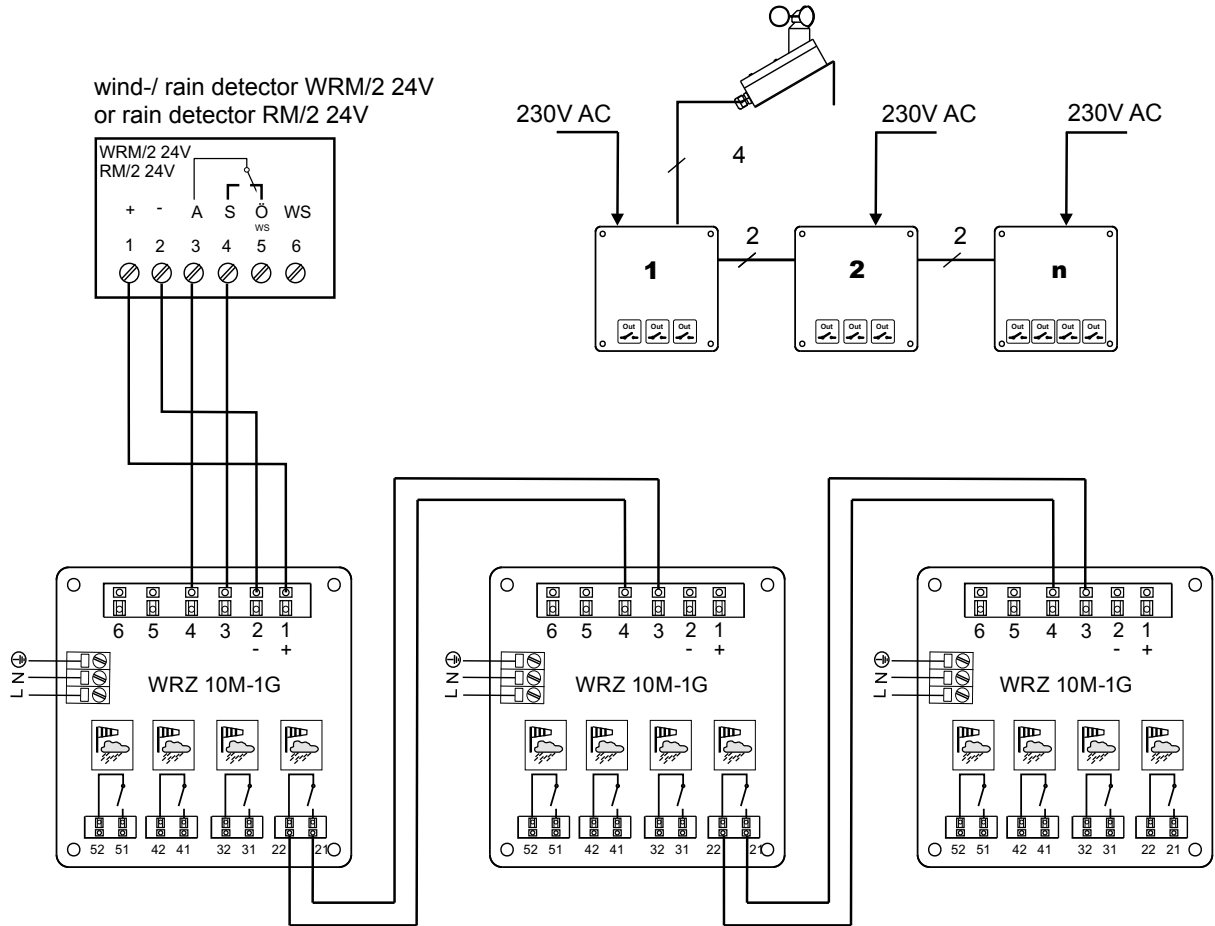 wind-/ rain detector WRM/2 24V
or rain detector RM/2 24V
WRM/2 24V
RM/2 24V
+ - A S Ö WS
WS
1 2 3 4 5 6
230V AC
230V AC
230V AC
4
2
2
1
2
n
Out Out Out
Out Out Out
Out Out Out Out
6 5 4 3 2 1
- +
L N
WRZ 10M-1G
52 51 42 41 32 31 22 21
6 5 4 3 2 1
- +
L N
WRZ 10M-1G
52 51 42 41 32 31 22 21
6 5 4 3 2 1
- +
L N
WRZ 10M-1G
52 51 42 41 32 31 22 21